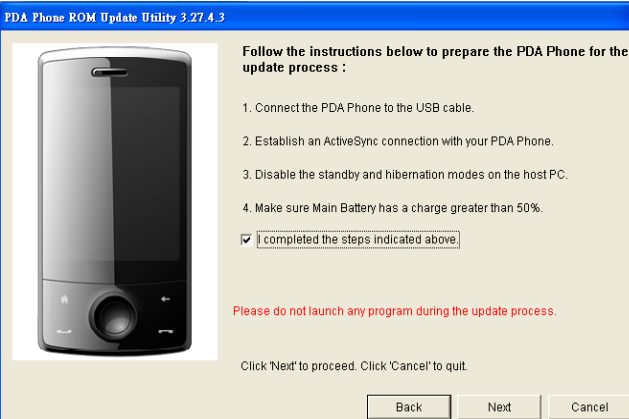 PDA Phone ROM Update Utility 3.27.4.3
Follow the instructions below to prepare the PDA Phone for the
update process :
1. Connect the PDA Phone to the USB cable.
2. Establish an ActiveSync connection with your PDA Phone.
3. Disable the standby and hibernation modes on the host PC.
4. Make sure Main Battery has a charge greater than 50%.
I completed the steps indicated above.
Please do not launch any program during the update process.
Click 'Next' to proceed. Click 'Cancel' to quit.
Back
Next
Cancel